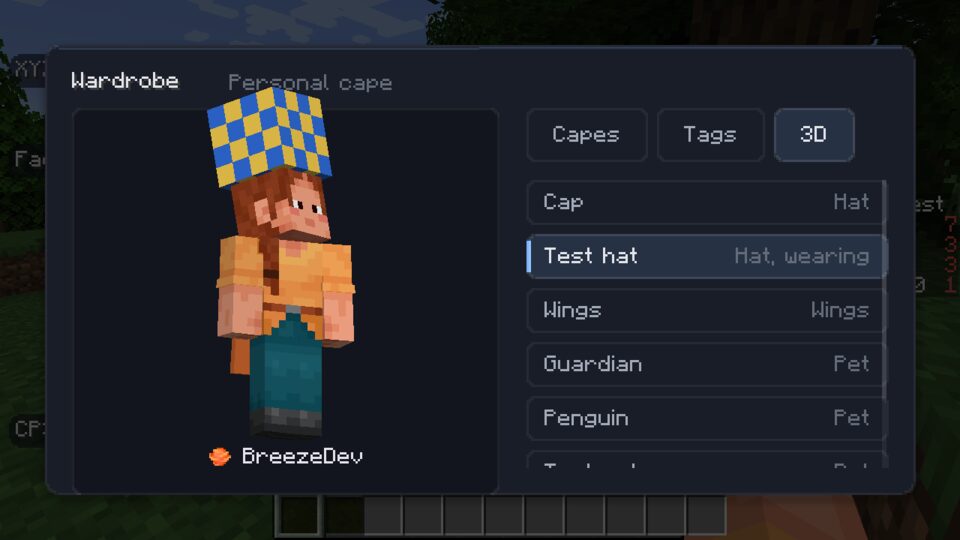 Wardrobe
Personal cape
Capes
Tags
3D
Cap
Hat
Test hat
Hat, wearing
Wings
Wings
Guardian
Pet
Penguin
Pet
BreezeDev